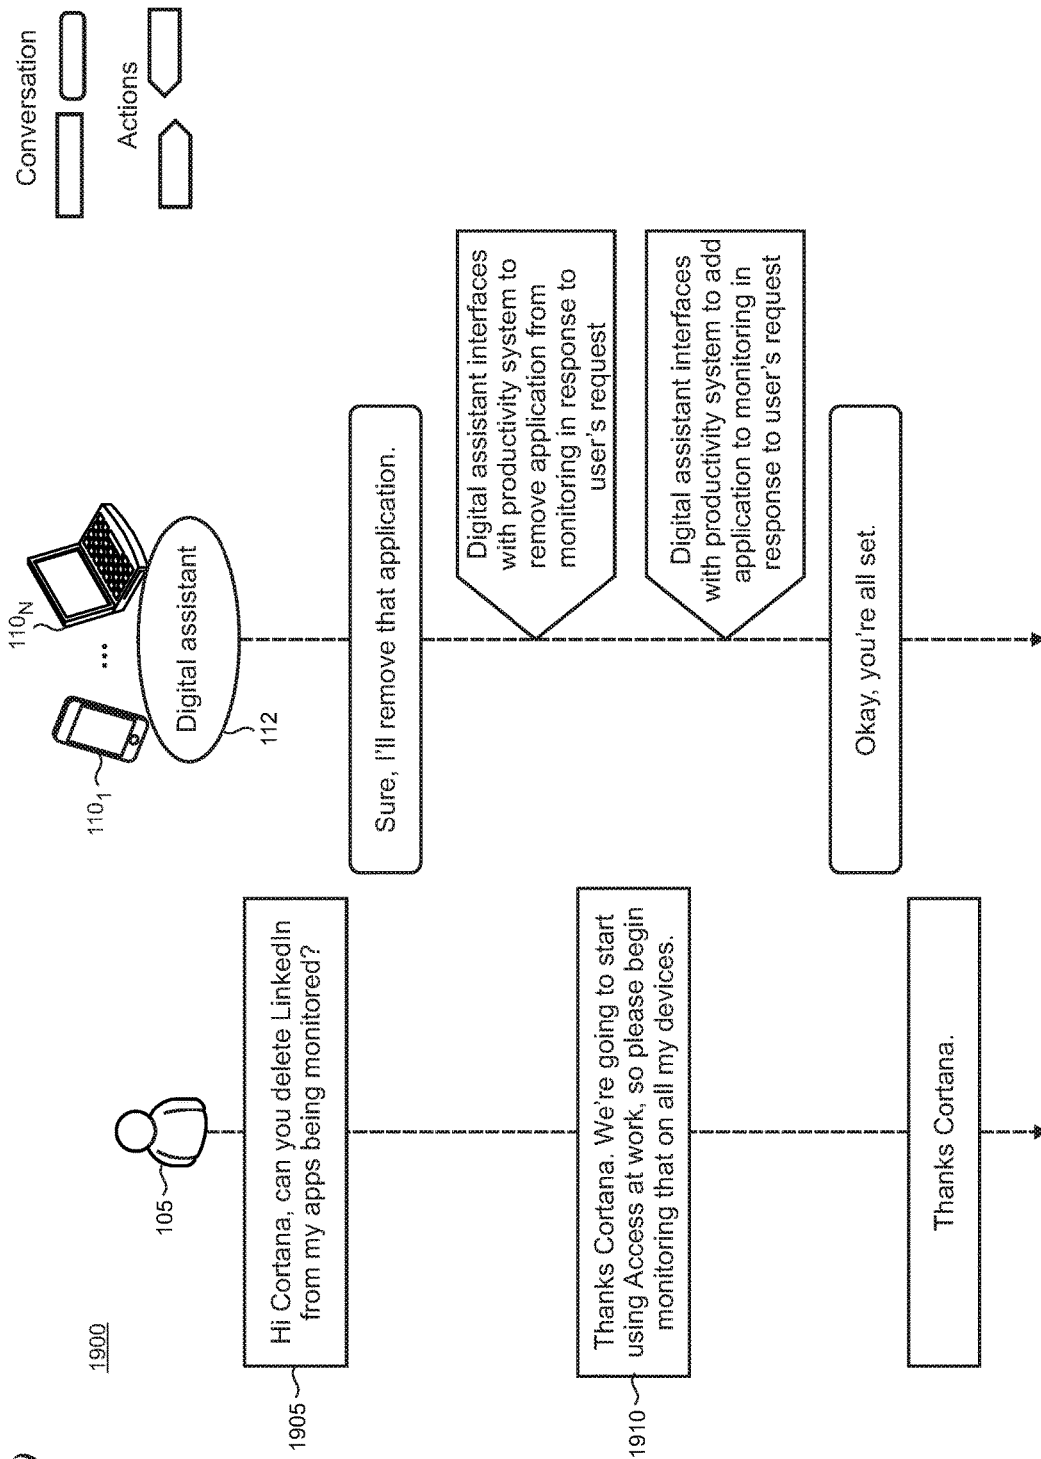 1900
Conversation
Actions
105
110₁
...
110N
Digital assistant
112
1905
Hi Cortana, can you delete LinkedIn
from my apps being monitored?
Sure, I'll remove that application.
Digital assistant interfaces
with productivity system to
remove application from
monitoring in response to
user's request
1910
Thanks Cortana. We're going to start
using Access at work, so please begin
monitoring that on all my devices.
Digital assistant interfaces
with productivity system to add
application to monitoring in
response to user's request
Okay, you're all set.
Thanks Cortana.